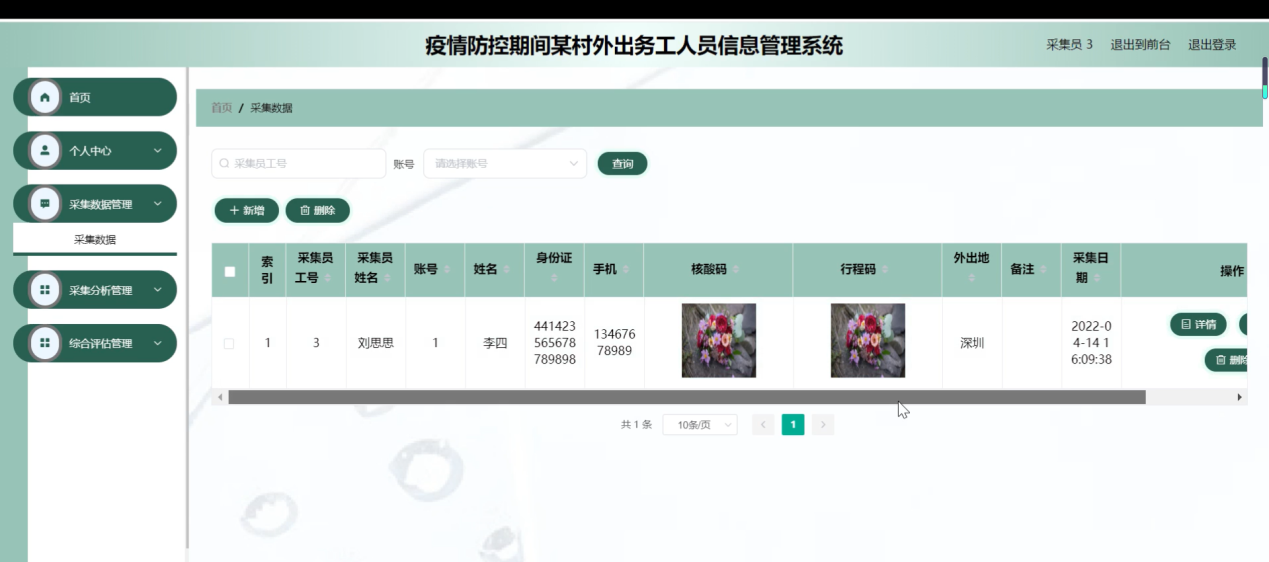 疫情防控期间某村外出务工人员信息管理系统
采集员 3 退出到前台 退出登录
首页
个人中心
采集数据管理
采集数据
采集分析管理
综合评估管理
首页 / 采集数据
采集员工号 账号 请选择账号 查询
+ 新增 删除
索引 采集员工号 采集员姓名 账号 姓名 身份证 手机 核酸码 行程码 外出地 备注 采集日期 操作
1 3 刘思思 1 李四 441423565678789898 13467678989 深圳 2022-04-14 16:09:38 详情
删除
共 1 条 10条/页 < 1 >